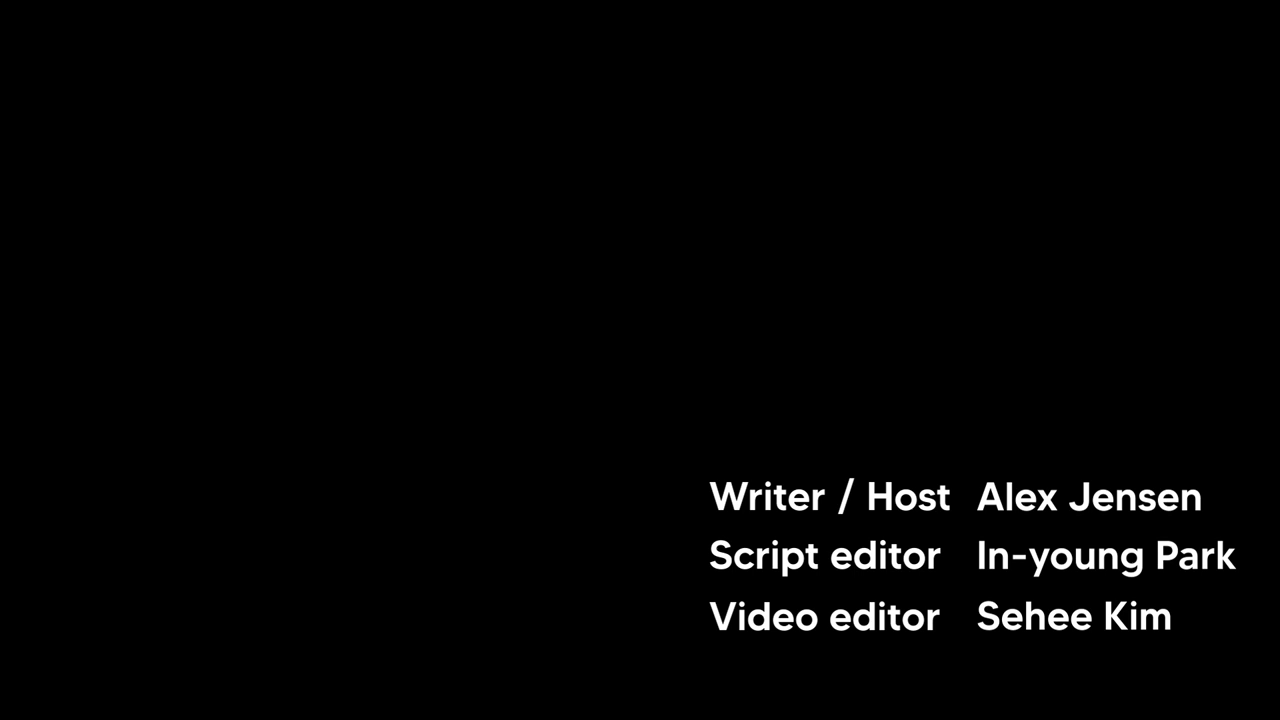 Writer / Host Alex Jensen
Script editor In-young Park
Video editor Sehee Kim